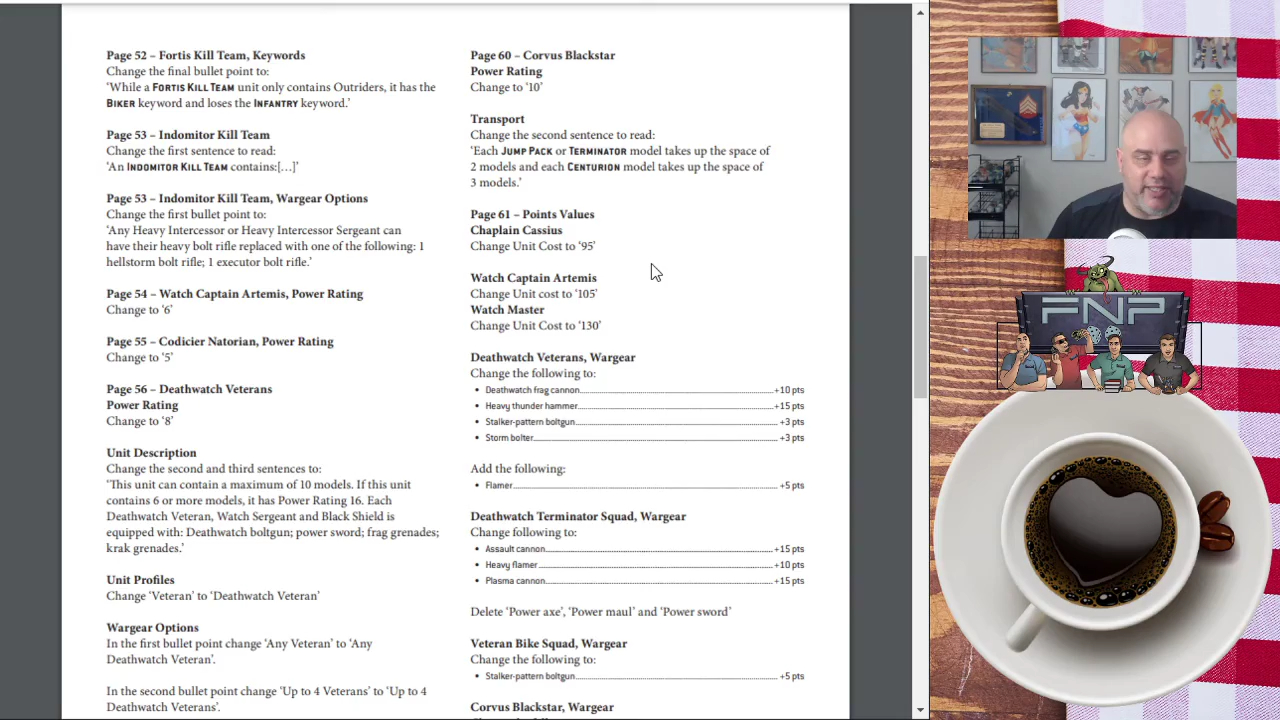 Page 52 – Fortis Kill Team, Keywords
Change the final bullet point to:
‘While a FORTIS KILL TEAM unit only contains Outriders, it has the
BIKER keyword and loses the INFANTRY keyword.’
Page 53 – Indomitor Kill Team
Change the first sentence to read:
‘An INDOMITOR KILL TEAM contains:[…]’
Page 53 – Indomitor Kill Team, Wargear Options
Change the first bullet point to:
‘Any Heavy Intercessor or Heavy Intercessor Sergeant can
have their heavy bolt rifle replaced with one of the following: 1
hellstorm bolt rifle; 1 executor bolt rifle.’
Page 54 – Watch Captain Artemis, Power Rating
Change to ‘6’
Page 55 – Codicier Natorian, Power Rating
Change to ‘5’
Page 56 – Deathwatch Veterans
Power Rating
Change to ‘8’
Unit Description
Change the second and third sentences to:
‘This unit can contain a maximum of 10 models. If this unit
contains 6 or more models, it has Power Rating 16. Each
Deathwatch Veteran, Watch Sergeant and Black Shield is
equipped with: Deathwatch boltgun; power sword; frag grenades;
krak grenades.’
Unit Profiles
Change ‘Veteran’ to ‘Deathwatch Veteran’
Wargear Options
In the first bullet point change ‘Any Veteran’ to ‘Any
Deathwatch Veteran’.
In the second bullet point change ‘Up to 4 Veterans’ to ‘Up to 4
Deathwatch Veterans’.
Page 60 – Corvus Blackstar
Power Rating
Change to ‘10’
Transport
Change the second sentence to read:
‘Each JUMP PACK or TERMINATOR model takes up the space of
2 models and each CENTURION model takes up the space of
3 models.’
Page 61 – Points Values
Chaplain Cassius
Change Unit Cost to ‘95’
Watch Captain Artemis
Change Unit cost to ‘105’
Watch Master
Change Unit Cost to ‘130’
Deathwatch Veterans, Wargear
Change the following to:
• Deathwatch frag cannon +10 pts
• Heavy thunder hammer +15 pts
• Stalker-pattern boltgun +3 pts
• Storm bolter +3 pts
Add the following:
• Flamer +5 pts
Deathwatch Terminator Squad, Wargear
Change following to:
• Assault cannon +15 pts
• Heavy flamer +10 pts
• Plasma cannon +15 pts
Delete ‘Power axe’, ‘Power maul’ and ‘Power sword’
Veteran Bike Squad, Wargear
Change the following to:
• Stalker-pattern boltgun +5 pts
Corvus Blackstar, Wargear
FNP